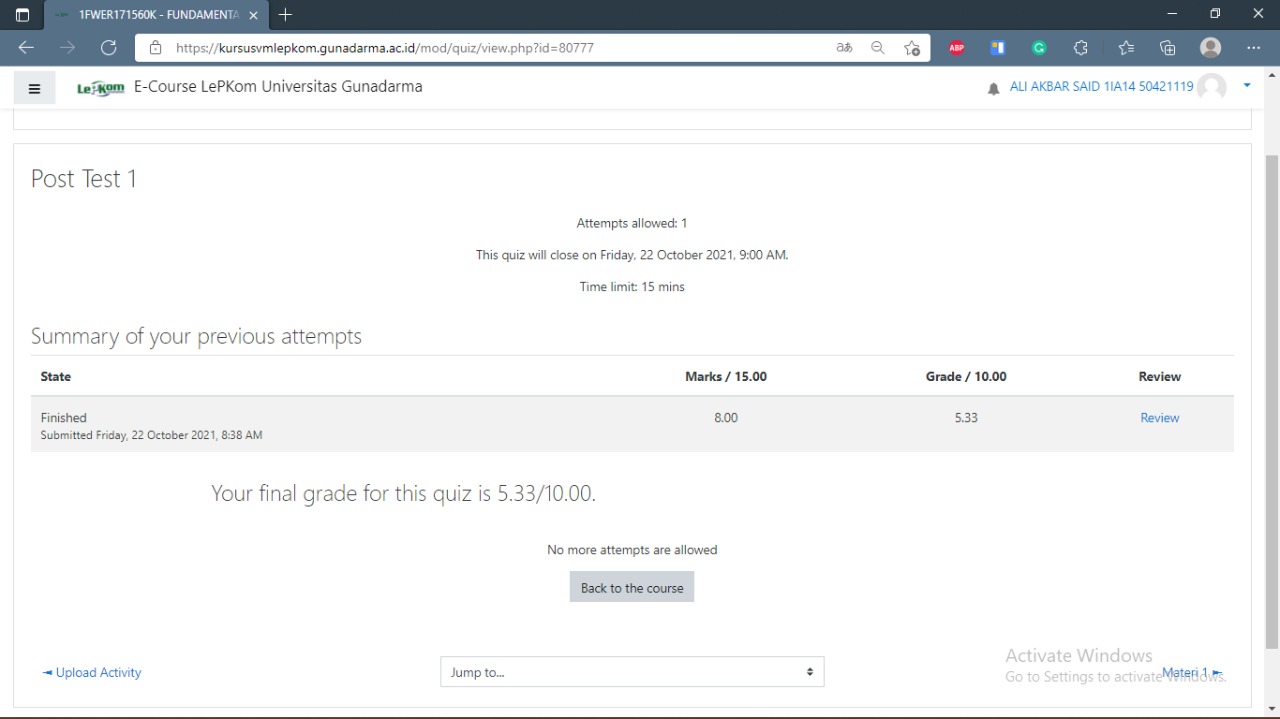 1FWER171560K - FUNDAMENTA
https://kursusvmlepkom.gunadarma.ac.id/mod/quiz/view.php?id=80777
aあ
ABP
LePKom E-Course LePKom Universitas Gunadarma
ALI AKBAR SAID 1IA14 50421119
Post Test 1
Attempts allowed: 1
This quiz will close on Friday, 22 October 2021, 9:00 AM.
Time limit: 15 mins
Summary of your previous attempts
State Marks / 15.00 Grade / 10.00 Review
Finished 8.00 5.33 Review
Submitted Friday, 22 October 2021, 8:38 AM
Your final grade for this quiz is 5.33/10.00.
No more attempts are allowed
Back to the course
◄ Upload Activity
Jump to...
Materi 1 ►
Activate Windows
Go to Settings to activate Windows.